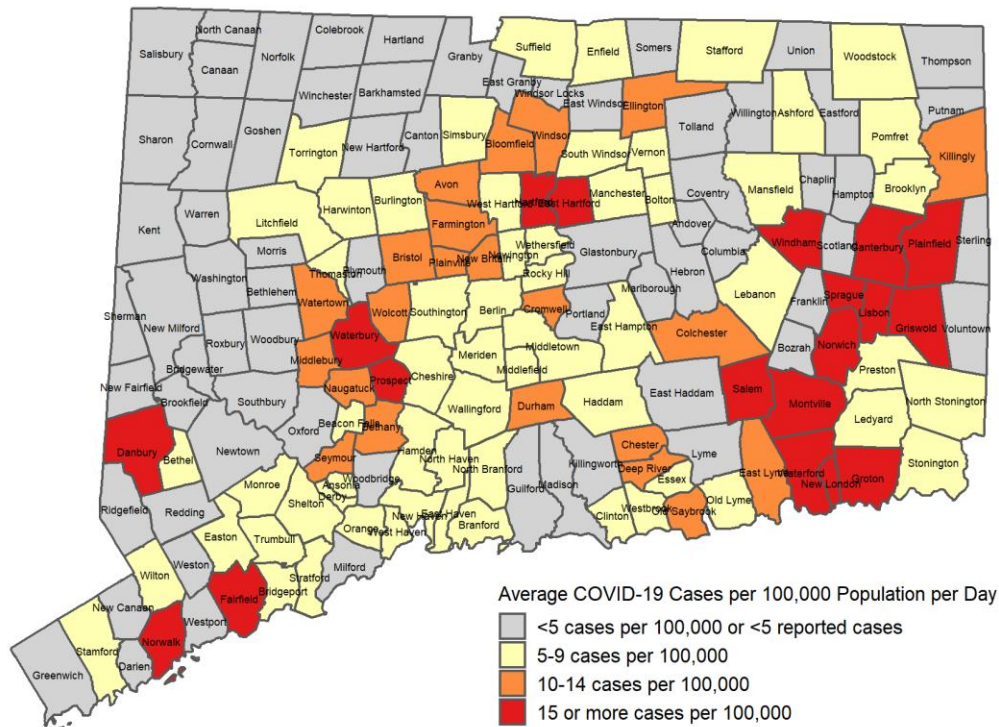 North Canaan
Colebrook
Hartland
Suffield
Enfield
Somers
Stafford
Union
Woodstock
Thompson
Salisbury
Canaan
Norfolk
Granby
East Granby
Windsor Locks
East Windsor
Ellington
Winchester
Barkhamsted
Willington
Ashford
Eastford
Putnam
Sharon
Cornwall
Goshen
Torrington
New Hartford
Canton
Simsbury
Bloomfield
Windsor
South Windsor
Vernon
Tolland
Pomfret
Killingly
Avon
West Hartford
Hartford
East Hartford
Manchester
Bolton
Coventry
Mansfield
Chaplin
Hampton
Brooklyn
Kent
Warren
Litchfield
Harwinton
Burlington
Farmington
Andover
Columbia
Windham
Scotland
Canterbury
Plainfield
Sterling
Morris
Washington
Bethlehem
Thomaston
Plymouth
Bristol
Plainville
New Britain
Newington
Wethersfield
Rocky Hill
Glastonbury
Hebron
Marlborough
Lebanon
Franklin
Sprague
Lisbon
Griswold
Voluntown
Sherman
New Milford
Roxbury
Woodbury
Watertown
Waterbury
Wolcott
Southington
Berlin
Cromwell
Portland
East Hampton
Colchester
Bozrah
Norwich
Preston
Bridgewater
Middlebury
Meriden
Middletown
Middlefield
New Fairfield
Brookfield
Southbury
Naugatuck
Prospect
Cheshire
Wallingford
Durham
Haddam
East Haddam
Salem
Montville
Ledyard
North Stonington
Danbury
Bethel
Newtown
Oxford
Beacon Falls
Bethany
Hamden
North Haven
North Branford
Chester
Deep River
Lyme
East Lyme
Waterford
New London
Groton
Stonington
Seymour
Woodbridge
Ansonia
Derby
Killingworth
Essex
Guilford
Madison
Clinton
Westbrook
Old Saybrook
Old Lyme
Ridgefield
Redding
Monroe
Shelton
Orange
New Haven
West Haven
East Haven
Branford
Easton
Trumbull
Wilton
Weston
Stratford
Bridgeport
Milford
New Canaan
Fairfield
Westport
Norwalk
Darien
Stamford
Greenwich
Average COVID-19 Cases per 100,000 Population per Day
<5 cases per 100,000 or <5 reported cases
5-9 cases per 100,000
10-14 cases per 100,000
15 or more cases per 100,000